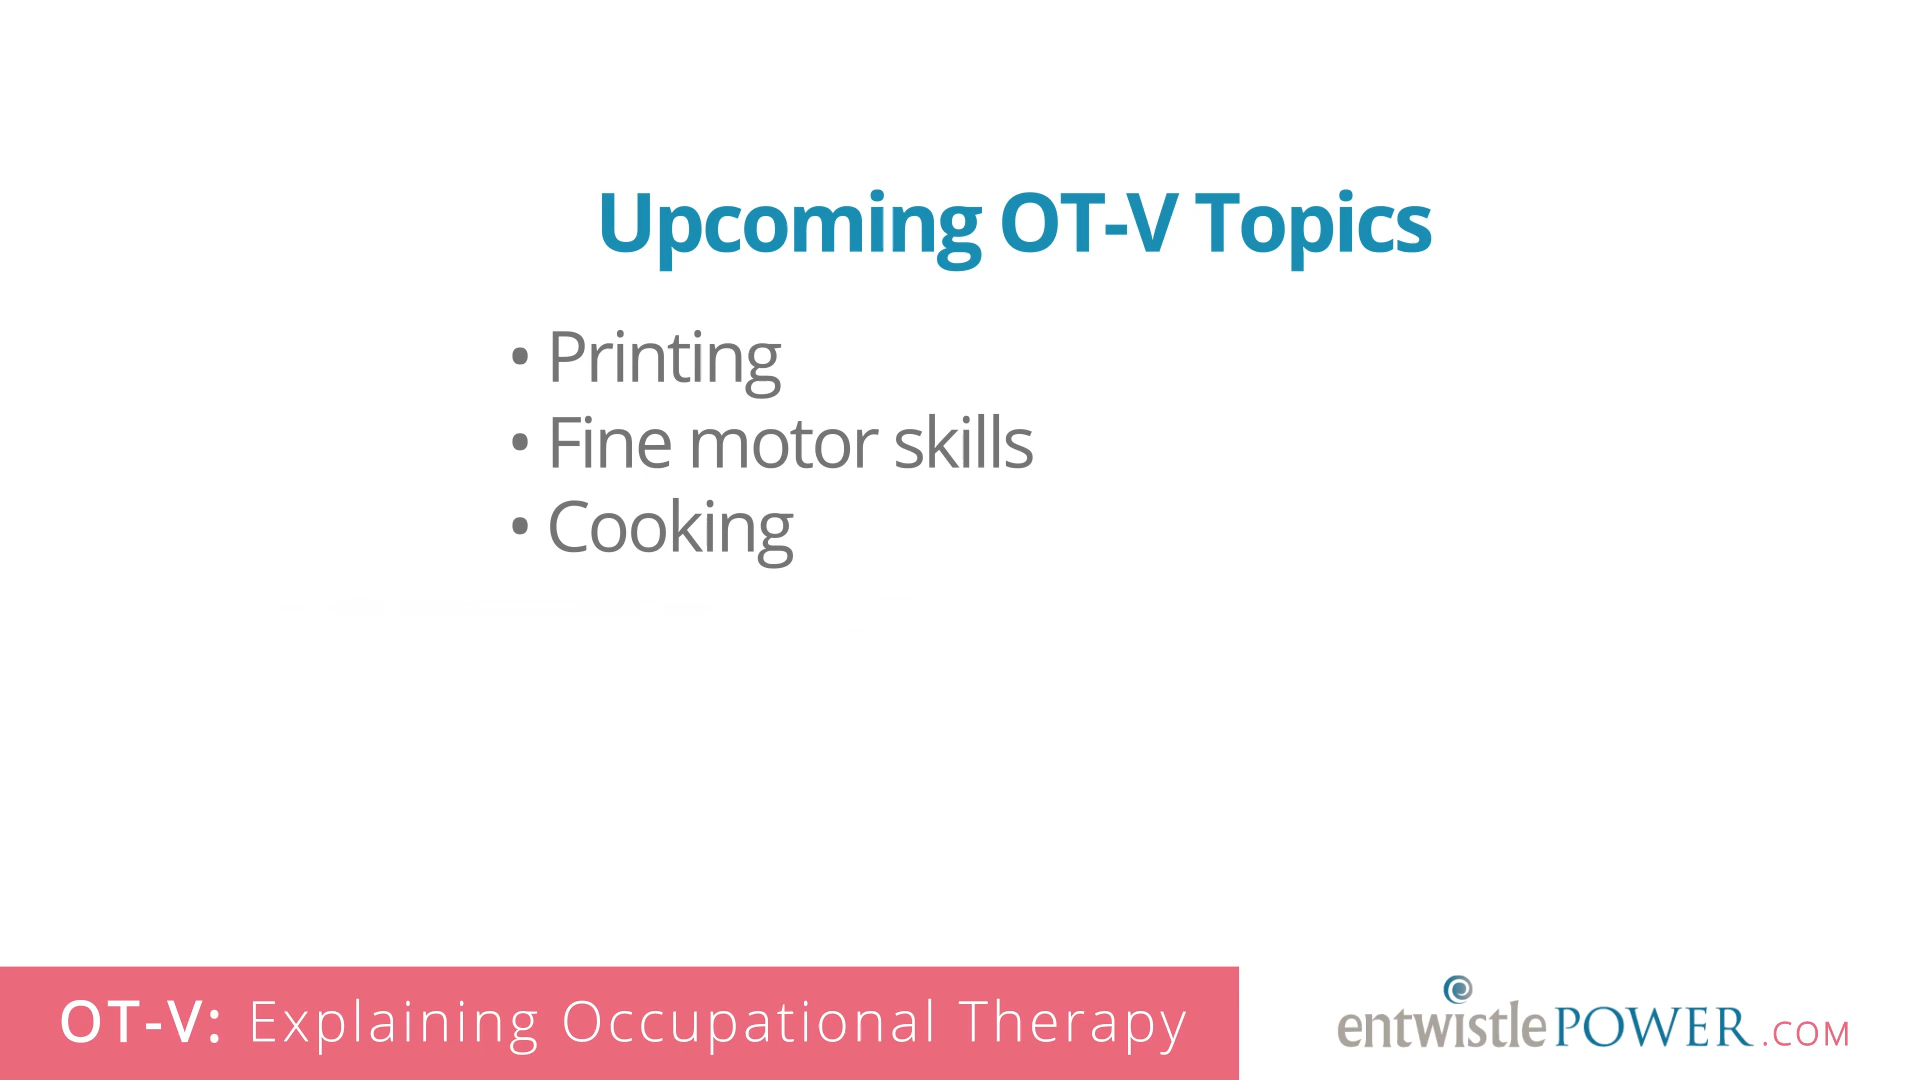 Upcoming OT-V Topics
• Printing
• Fine motor skills
• Cooking
OT-V: Explaining Occupational Therapy
entwistlePOWER.COM